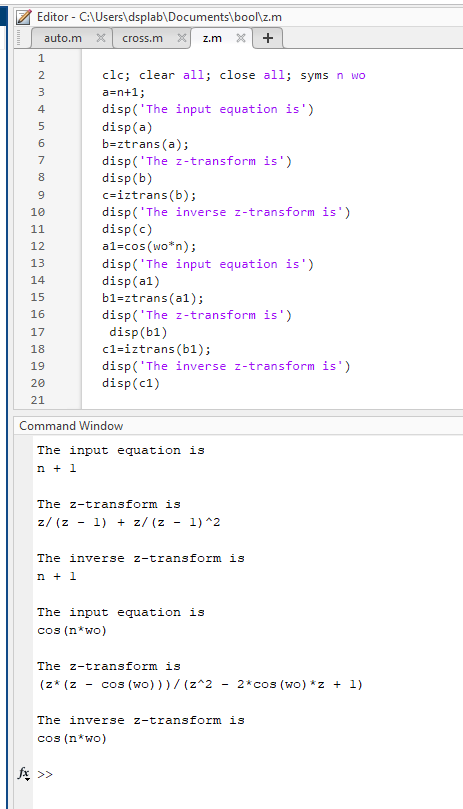 Editor - C:\Users\dsplab\Documents\bool\z.m
auto.m × cross.m × z.m × +
1
2 clc; clear all; close all; syms n wo
3 a=n+1;
4 disp('The input equation is')
5 disp(a)
6 b=ztrans(a);
7 disp('The z-transform is')
8 disp(b)
9 c=iztrans(b);
10 disp('The inverse z-transform is')
11 disp(c)
12 a1=cos(wo*n);
13 disp('The input equation is')
14 disp(a1)
15 b1=ztrans(a1);
16 disp('The z-transform is')
17 disp(b1)
18 c1=iztrans(b1);
19 disp('The inverse z-transform is')
20 disp(c1)
21
Command Window
The input equation is
n + 1
The z-transform is
z/(z - 1) + z/(z - 1)^2
The inverse z-transform is
n + 1
The input equation is
cos(n*wo)
The z-transform is
(z*(z - cos(wo)))/(z^2 - 2*cos(wo)*z + 1)
The inverse z-transform is
cos(n*wo)
fx >>